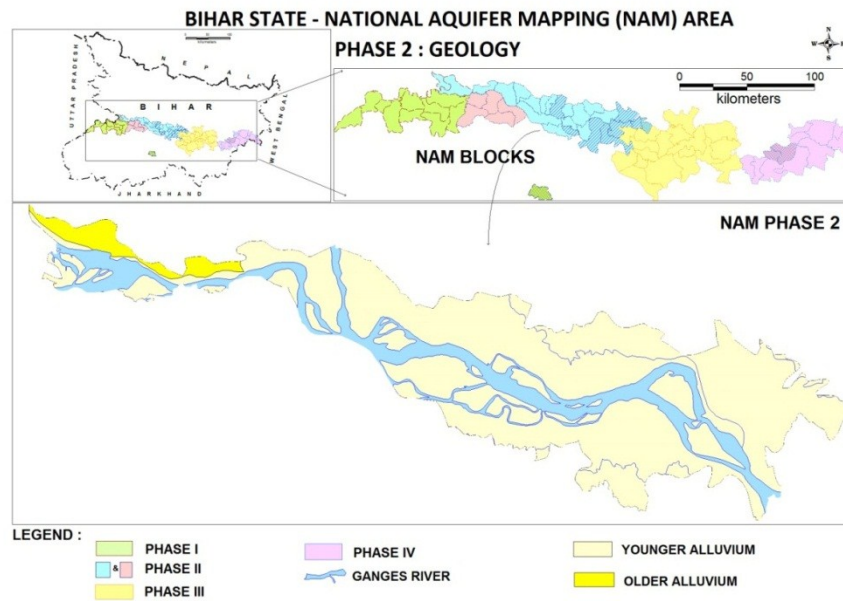 BIHAR STATE - NATIONAL AQUIFER MAPPING (NAM) AREA
PHASE 2 : GEOLOGY
N
W
E
S
NEPAL
UTTAR PRADESH
BIHAR
WEST BENGAL
JHARKHAND
0 50 100
kilometers
NAM BLOCKS
NAM PHASE 2
LEGEND :
PHASE I
& PHASE II
PHASE III
PHASE IV
GANGES RIVER
YOUNGER ALLUVIUM
OLDER ALLUVIUM